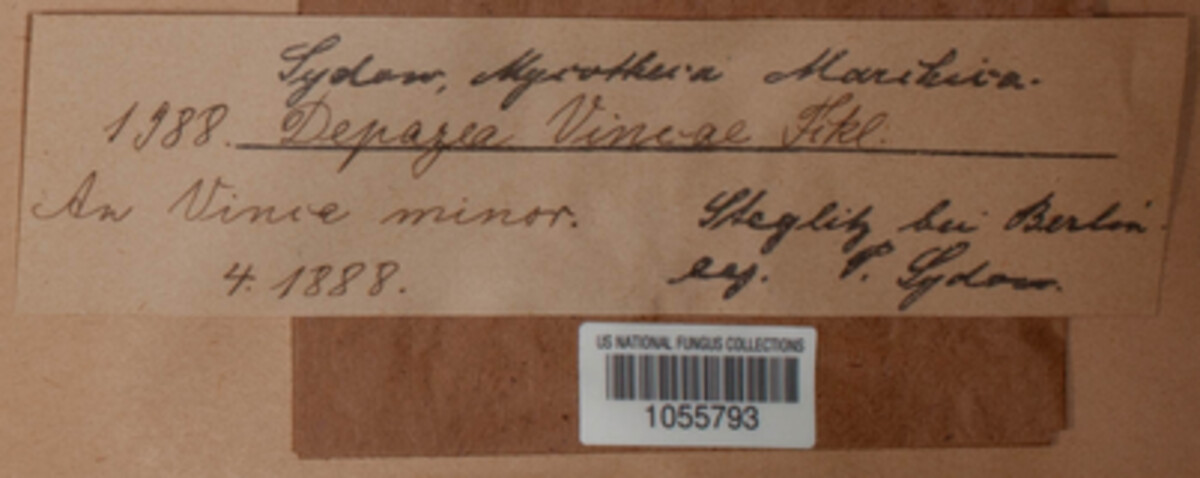 Sydow, Mycotheca Marchica.
1988. Depazea Vincae Fkl.
An Vinca minor.
Steglitz bei Berlin.
4. 1888.
leg. P. Sydow.
US NATIONAL FUNGUS COLLECTIONS
1055793